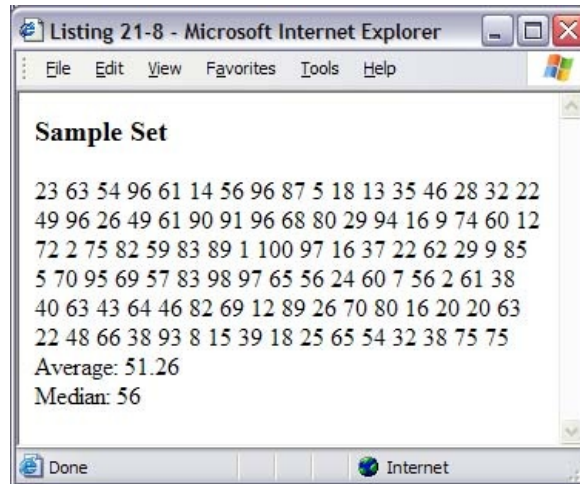 Listing 21-8 - Microsoft Internet Explorer
File Edit View Favorites Tools Help
Sample Set
23 63 54 96 61 14 56 96 87 5 18 13 35 46 28 32 22
49 96 26 49 61 90 91 96 68 80 29 94 16 9 74 60 12
72 2 75 82 59 83 89 1 100 97 16 37 22 62 29 9 85
5 70 95 69 57 83 98 97 65 56 24 60 7 56 2 61 38
40 63 43 64 46 82 69 12 89 26 70 80 16 20 20 63
22 48 66 38 93 8 15 39 18 25 65 54 32 38 75 75
Average: 51.26
Median: 56
Done Internet